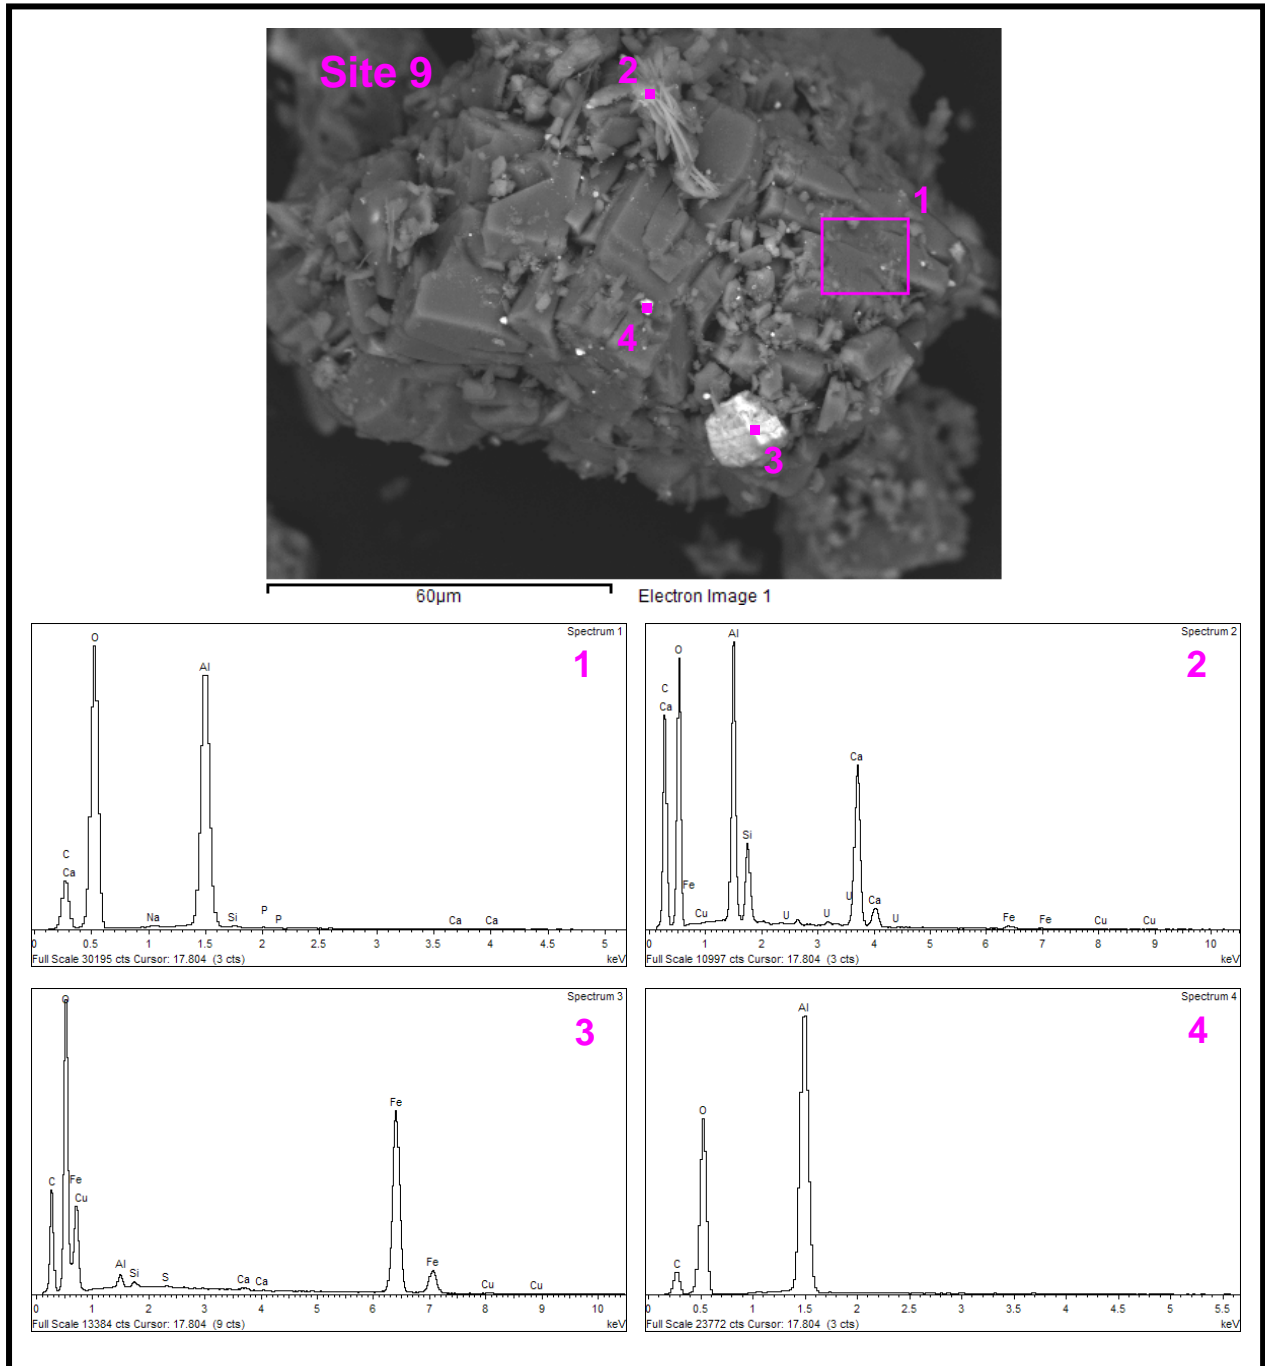 Site 9
2
1
4
3
60µm
Electron Image 1
Spectrum 1
1
O
Al
C
Ca
Na
Si
P
P
Ca
Ca
0 0.5 1 1.5 2 2.5 3 3.5 4 4.5 5
Full Scale 30195 cts Cursor: 17.804 (3 cts)
keV
Spectrum 2
2
Al
O
C
Ca
Ca
Si
Fe
Cu
U
U
U
Ca
U
Fe
Fe
Cu
Cu
0 1 2 3 4 5 6 7 8 9 10
Full Scale 10997 cts Cursor: 17.804 (3 cts)
keV
Spectrum 3
3
O
Fe
C
Fe
Cu
Al
Si
S
Ca
Ca
Fe
Cu
Cu
0 1 2 3 4 5 6 7 8 9 10
Full Scale 13384 cts Cursor: 17.804 (9 cts)
keV
Spectrum 4
4
Al
O
C
0 0.5 1 1.5 2 2.5 3 3.5 4 4.5 5 5.5
Full Scale 23772 cts Cursor: 17.804 (3 cts)
keV